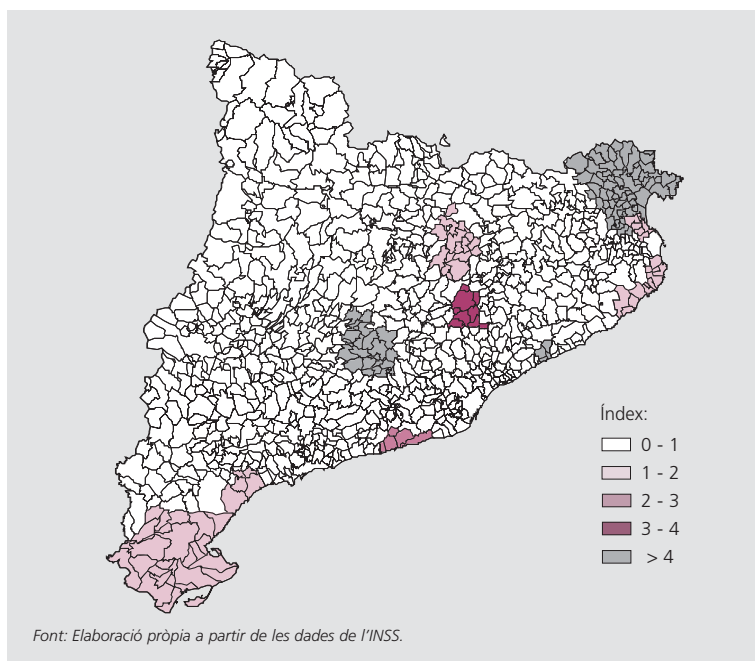 Índex:
0 - 1
1 - 2
2 - 3
3 - 4
> 4
Font: Elaboració pròpia a partir de les dades de l'INSS.